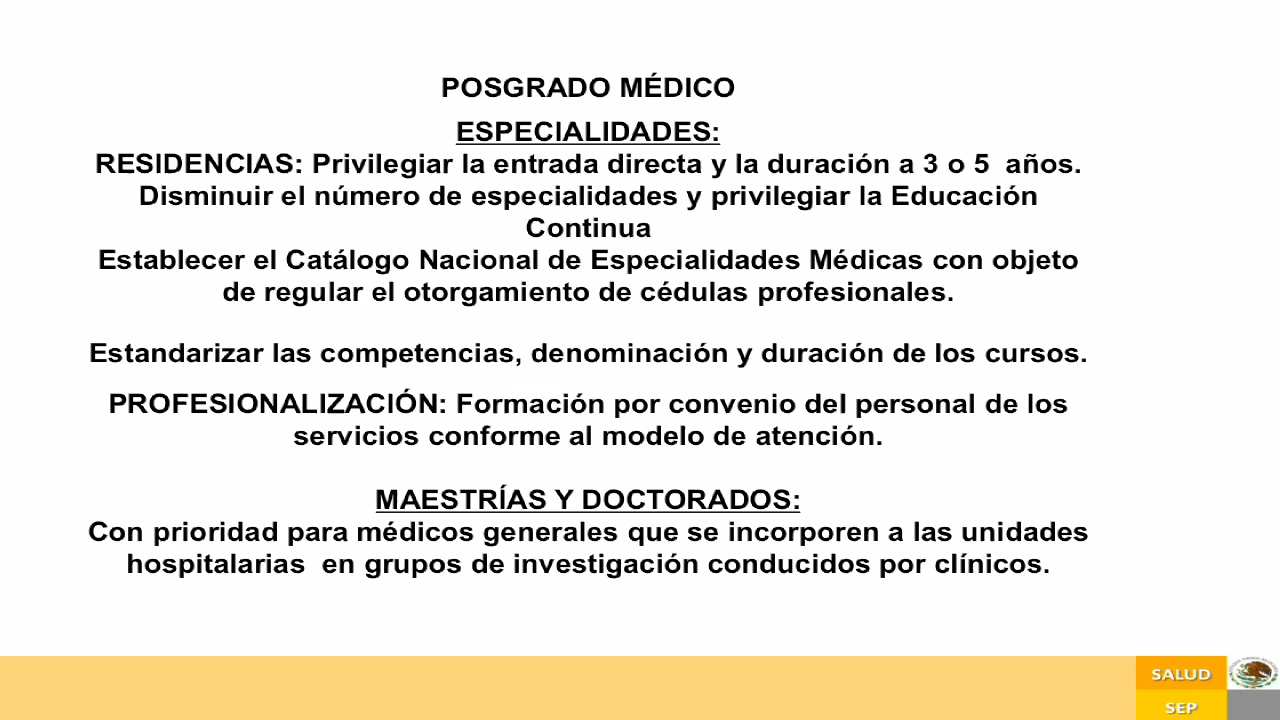 POSGRADO MÉDICO
ESPECIALIDADES:
RESIDENCIAS: Privilegiar la entrada directa y la duración a 3 o 5  años.
Disminuir el número de especialidades y privilegiar la Educación
Continua
Establecer el Catálogo Nacional de Especialidades Médicas con objeto
de regular el otorgamiento de cédulas profesionales.
Estandarizar las competencias, denominación y duración de los cursos.
PROFESIONALIZACIÓN: Formación por convenio del personal de los
servicios conforme al modelo de atención.
MAESTRÍAS Y DOCTORADOS:
Con prioridad para médicos generales que se incorporen a las unidades
hospitalarias  en grupos de investigación conducidos por clínicos.
SALUD
SEP